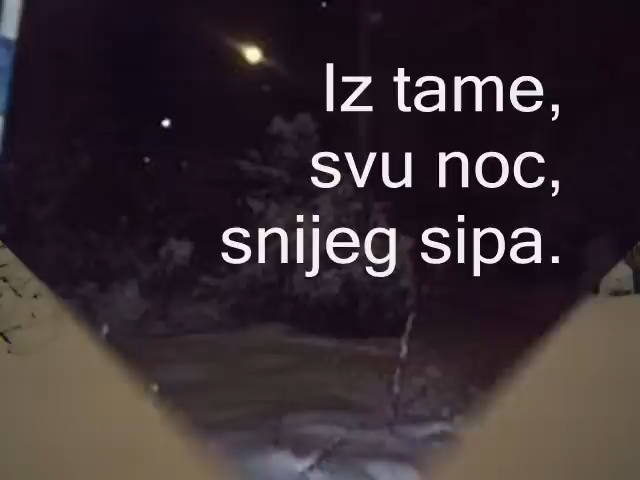 Iz tame,
svu noc,
snijeg sipa.